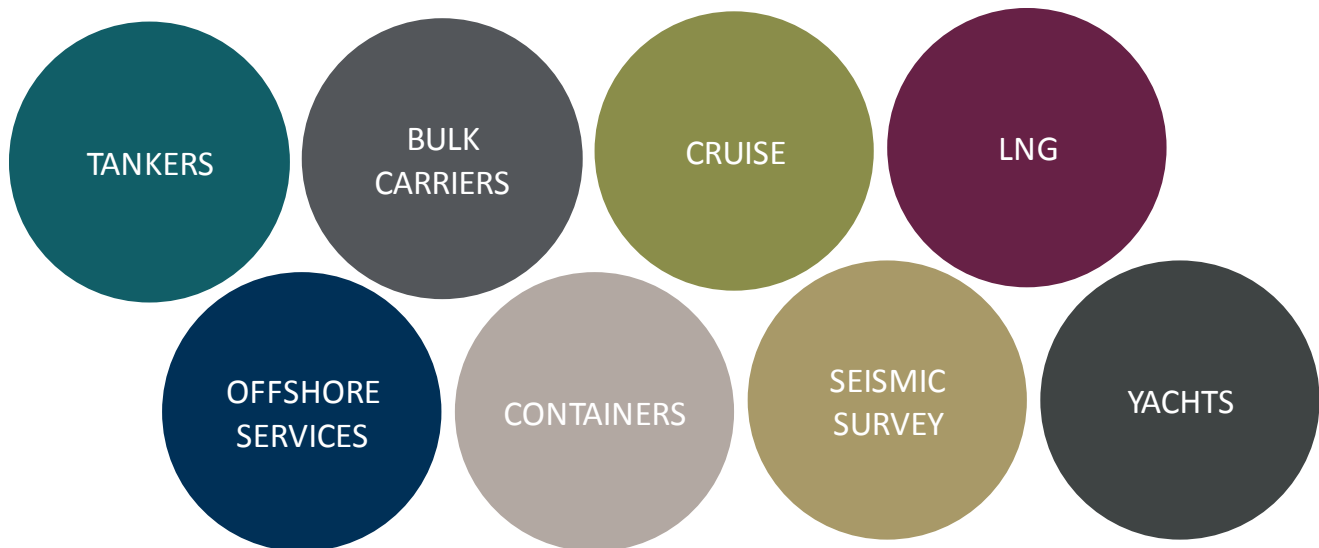 TANKERS
BULK
CARRIERS
CRUISE
LNG
OFFSHORE
SERVICES
CONTAINERS
SEISMIC
SURVEY
YACHTS